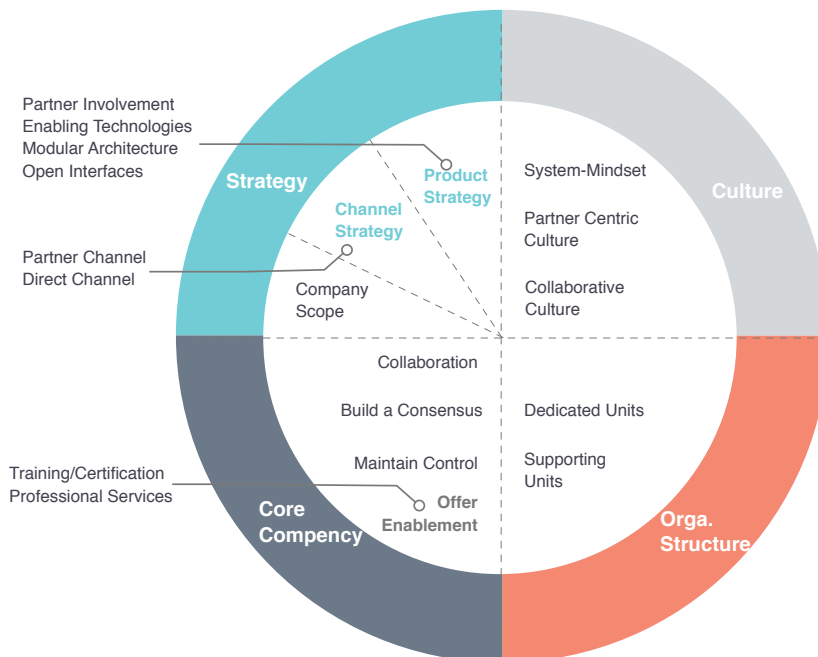 Partner Involvement
Enabling Technologies
Modular Architecture
Open Interfaces
Strategy
Product
Strategy
Channel
Strategy
Partner Channel
Direct Channel
Company
Scope
System-Mindset
Partner Centric
Culture
Collaborative
Culture
Culture
Collaboration
Build a Consensus
Maintain Control
Offer
Enablement
Training/Certification
Professional Services
Core
Compency
Dedicated Units
Supporting
Units
Orga.
Structure